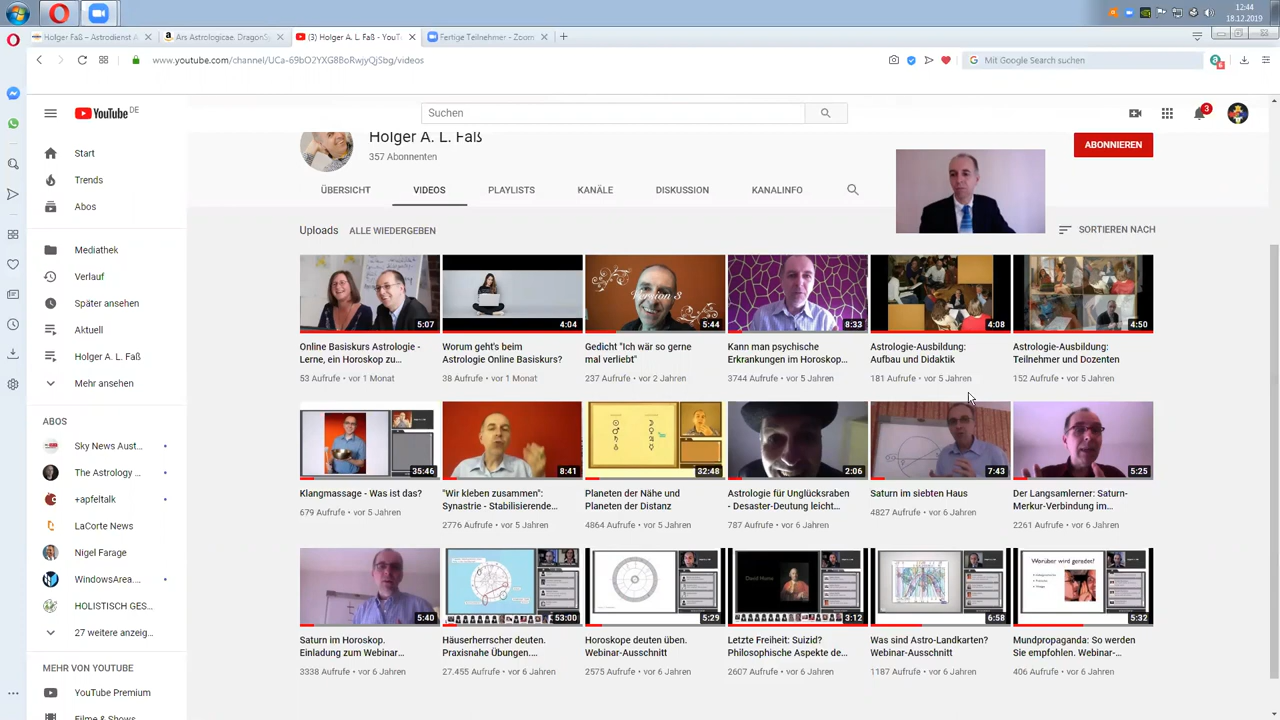 12:44
18.12.2019
Holger Faß – Astrodienst A
Ars Astrologicae. DragonS
(3) Holger A. L. Faß - YouT
Fertige Teilnehmer - Zoom
www.youtube.com/channel/UCa-69bO2YXG8BoRwjyQjSbg/videos
Mit Google Search suchen
6
YouTube DE
Suchen
3
Holger A. L. Faß
357 Abonnenten
ABONNIEREN
ÜBERSICHT
VIDEOS
PLAYLISTS
KANÄLE
DISKUSSION
KANALINFO
Start
Trends
Abos
Mediathek
Verlauf
Später ansehen
Aktuell
Holger A. L. Faß
Mehr ansehen
ABOS
Sky News Aust...
The Astrology ...
+apfeltalk
LaCorte News
Nigel Farage
WindowsArea....
HOLISTISCH GES...
27 weitere anzeig...
MEHR VON YOUTUBE
YouTube Premium
Filme & Shows
Uploads
ALLE WIEDERGEBEN
SORTIEREN NACH
5:07
4:04
Version 3
5:44
8:33
4:08
4:50
Online Basiskurs Astrologie -
Lerne, ein Horoskop zu...
53 Aufrufe • vor 1 Monat
Worum geht's beim
Astrologie Online Basiskurs?
38 Aufrufe • vor 1 Monat
Gedicht "Ich wär so gerne
mal verliebt"
237 Aufrufe • vor 2 Jahren
Kann man psychische
Erkrankungen im Horoskop...
3744 Aufrufe • vor 5 Jahren
Astrologie-Ausbildung:
Aufbau und Didaktik
181 Aufrufe • vor 5 Jahren
Astrologie-Ausbildung:
Teilnehmer und Dozenten
152 Aufrufe • vor 5 Jahren
35:46
8:41
32:48
2:06
7:43
5:25
Klangmassage - Was ist das?
679 Aufrufe • vor 5 Jahren
"Wir kleben zusammen":
Synastrie - Stabilisierende...
2776 Aufrufe • vor 5 Jahren
Planeten der Nähe und
Planeten der Distanz
4864 Aufrufe • vor 5 Jahren
Astrologie für Unglücksraben
- Desaster-Deutung leicht...
787 Aufrufe • vor 6 Jahren
Saturn im siebten Haus
4827 Aufrufe • vor 6 Jahren
Der Langsamlerner: Saturn-
Merkur-Verbindung im...
2261 Aufrufe • vor 6 Jahren
5:40
53:00
5:29
David Hume
3:12
6:58
Worüber wird geredet?
5:32
Saturn im Horoskop.
Einladung zum Webinar...
3338 Aufrufe • vor 6 Jahren
Häuserherrscher deuten.
Praxisnahe Übungen....
27.455 Aufrufe • vor 6 Jahren
Horoskope deuten üben.
Webinar-Ausschnitt
2575 Aufrufe • vor 6 Jahren
Letzte Freiheit: Suizid?
Philosophische Aspekte de...
2607 Aufrufe • vor 6 Jahren
Was sind Astro-Landkarten?
Webinar-Ausschnitt
1187 Aufrufe • vor 6 Jahren
Mundpropaganda: So werden
Sie empfohlen. Webinar-...
406 Aufrufe • vor 6 Jahren